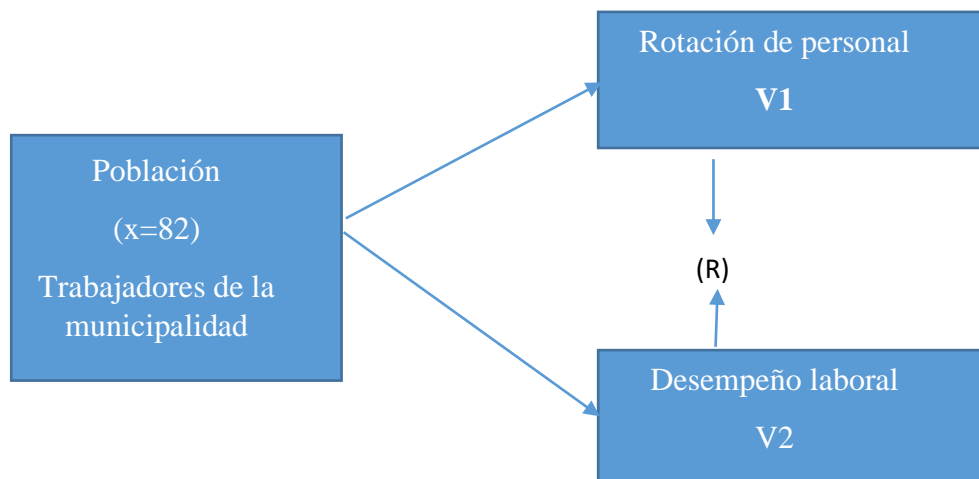 Población
(x=82)
Trabajadores de la
municipalidad
Rotación de personal
V1
(R)
Desempeño laboral
V2